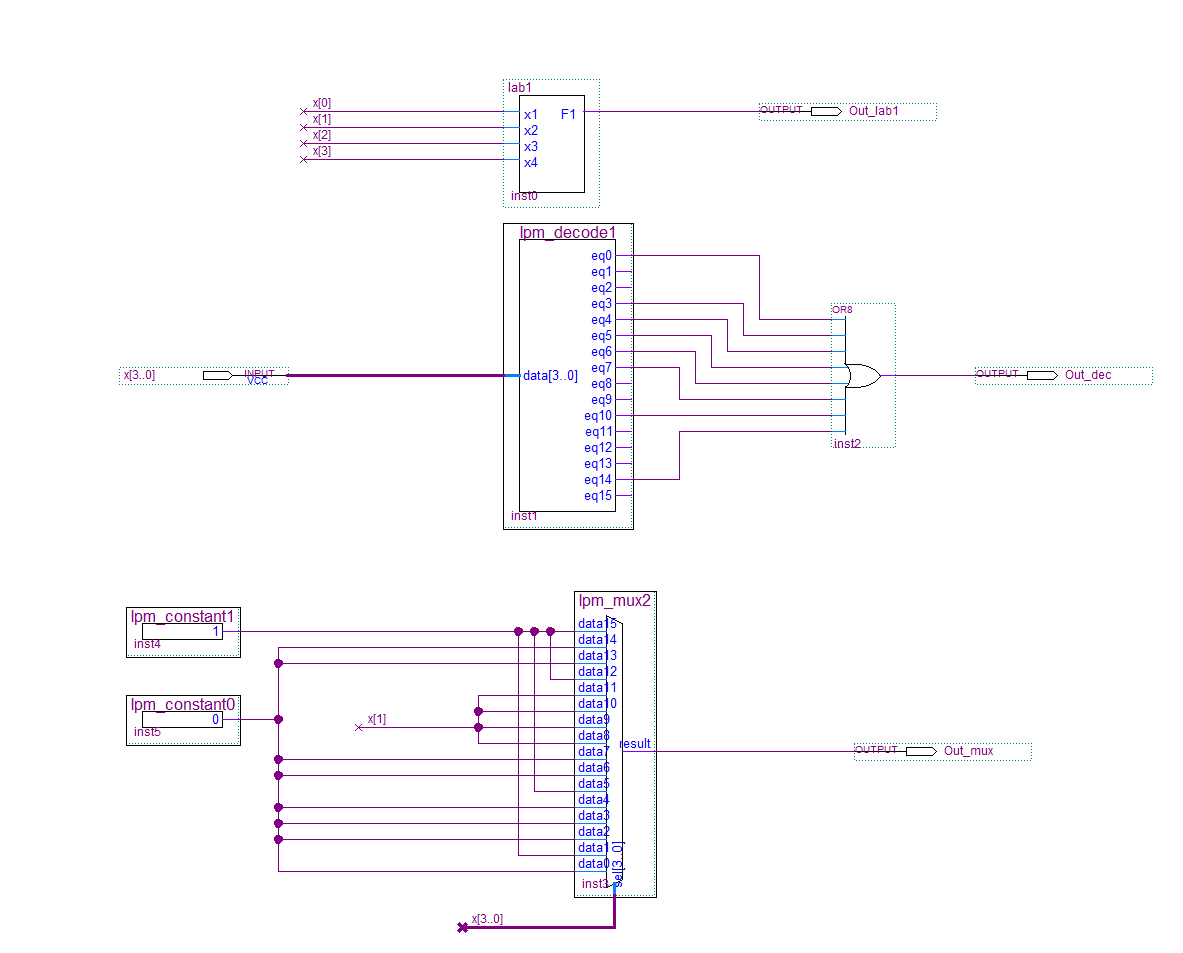 lab1
x[0]
x[1]
x[2]
x[3]
x1 F1
x2
x3
x4
inst0
OUTPUT Out_lab1
lpm_decode1
eq0
eq1
eq2
eq3
eq4
eq5
eq6
eq7
eq8
eq9
eq10
eq11
eq12
eq13
eq14
eq15
data[3..0]
inst1
x[3..0] INPUT
VCC
OR8
inst2
OUTPUT Out_dec
lpm_constant1
1
inst4
lpm_constant0
0
inst5
x[1]
lpm_mux2
data15
data14
data13
data12
data11
data10
data9
data8
data7
data6
data5
data4
data3
data2
data1
data0
result
sel[3..0]
inst3
OUTPUT Out_mux
x[3..0]